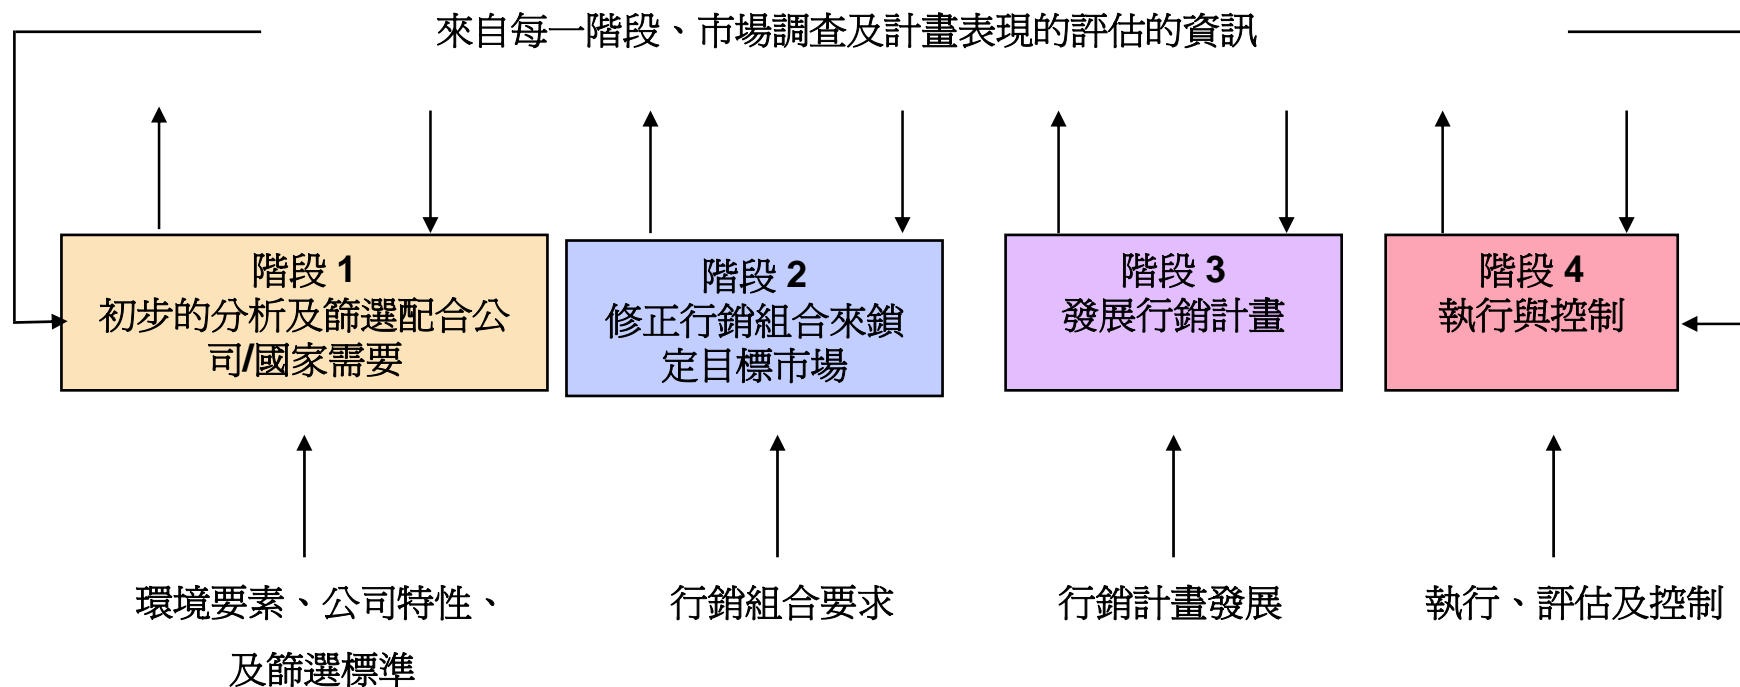 來自每一階段、市場調查及計畫表現的評估的資訊
階段 1
初步的分析及篩選配合公
司/國家需要
階段 2
修正行銷組合來鎖
定目標市場
階段 3
發展行銷計畫
階段 4
執行與控制
環境要素、公司特性、
及篩選標準
行銷組合要求
行銷計畫發展
執行、評估及控制